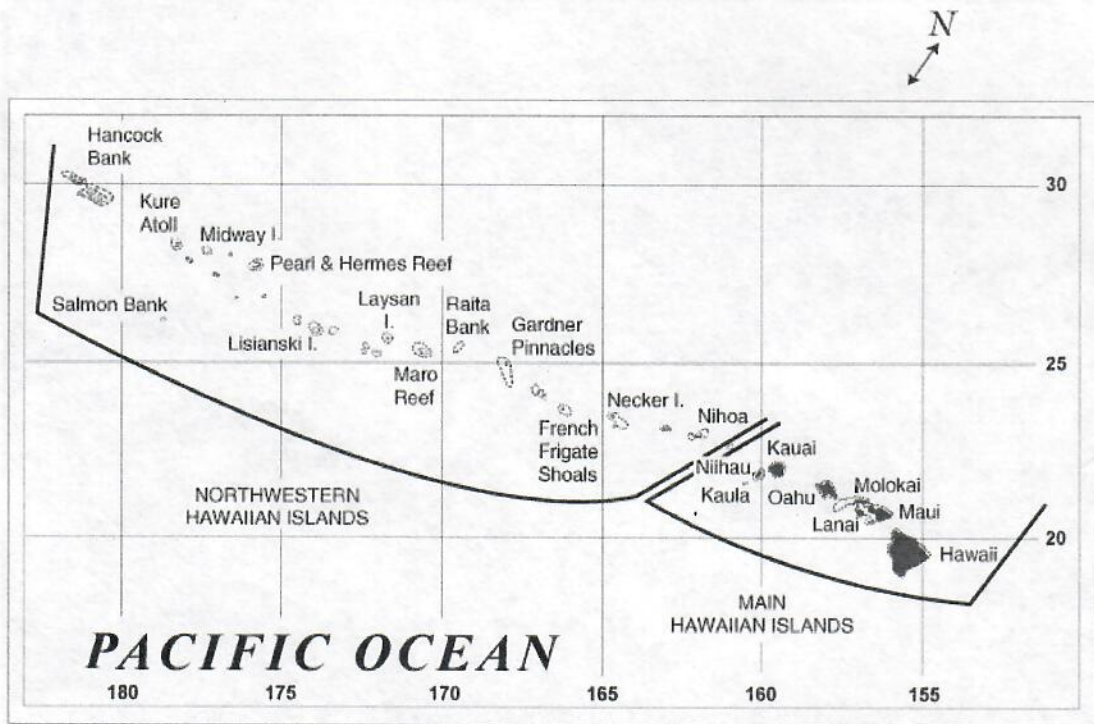 N
Hancock
Bank
30
Kure
Atoll
Midway I.
Pearl & Hermes Reef
Salmon Bank
Laysan
I.
Raita
Bank
Gardner
Pinnacles
Lisianski I.
25
Maro
Reef
Necker I.
Nihoa
French
Frigate
Shoals
Niihau
Kauai
Kaula
Oahu
Molokai
Lanai
Maui
NORTHWESTERN
HAWAIIAN ISLANDS
20
Hawaii
MAIN
HAWAIIAN ISLANDS
PACIFIC OCEAN
180
175
170
165
160
155